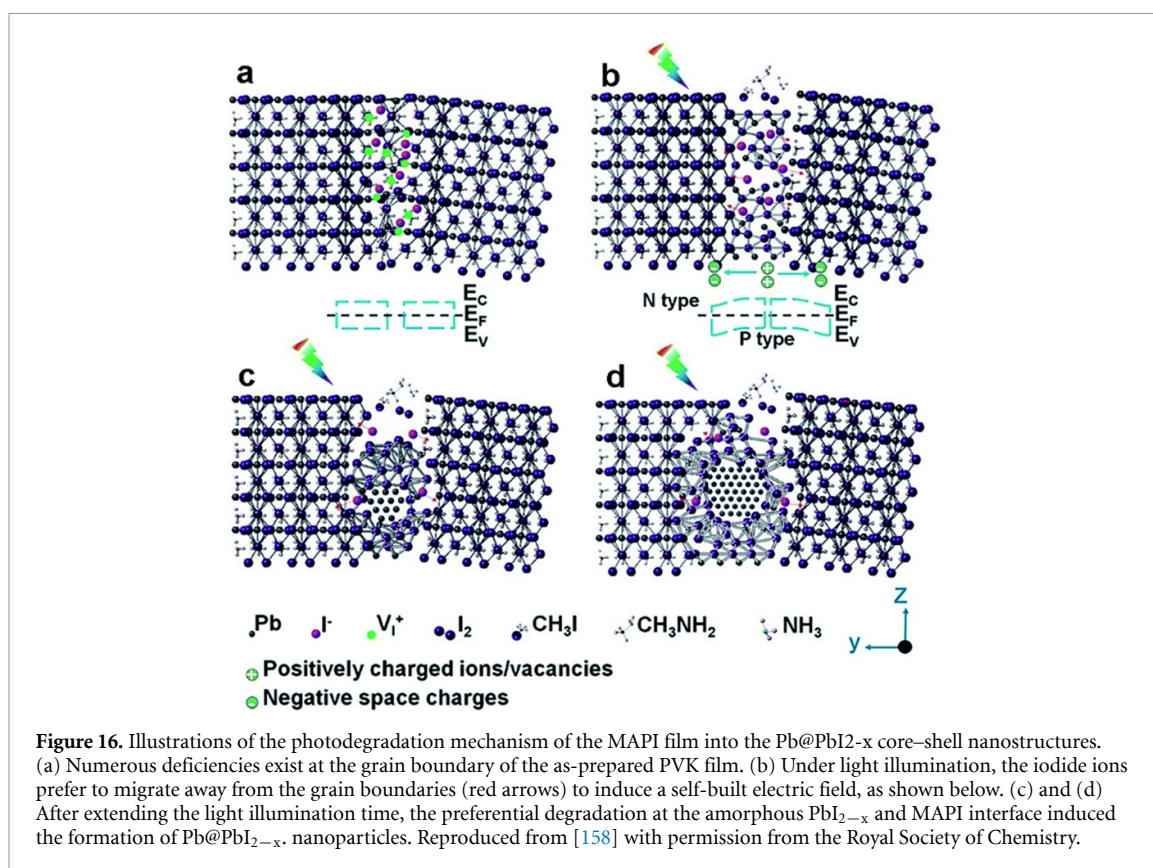 a
b
E_C
E_F
E_V
N type
P type
E_C
E_F
E_V
c
d
Pb I⁻ V_I⁺ I₂ CH₃I CH₃NH₂ NH₃
⊕ Positively charged ions/vacancies
⊖ Negative space charges
Z
y
Figure 16. Illustrations of the photodegradation mechanism of the MAPI film into the Pb@PbI2-x core–shell nanostructures.
(a) Numerous deficiencies exist at the grain boundary of the as-prepared PVK film. (b) Under light illumination, the iodide ions
prefer to migrate away from the grain boundaries (red arrows) to induce a self-built electric field, as shown below. (c) and (d)
After extending the light illumination time, the preferential degradation at the amorphous PbI₂₋ₓ and MAPI interface induced
the formation of Pb@PbI₂₋ₓ. nanoparticles. Reproduced from [158] with permission from the Royal Society of Chemistry.